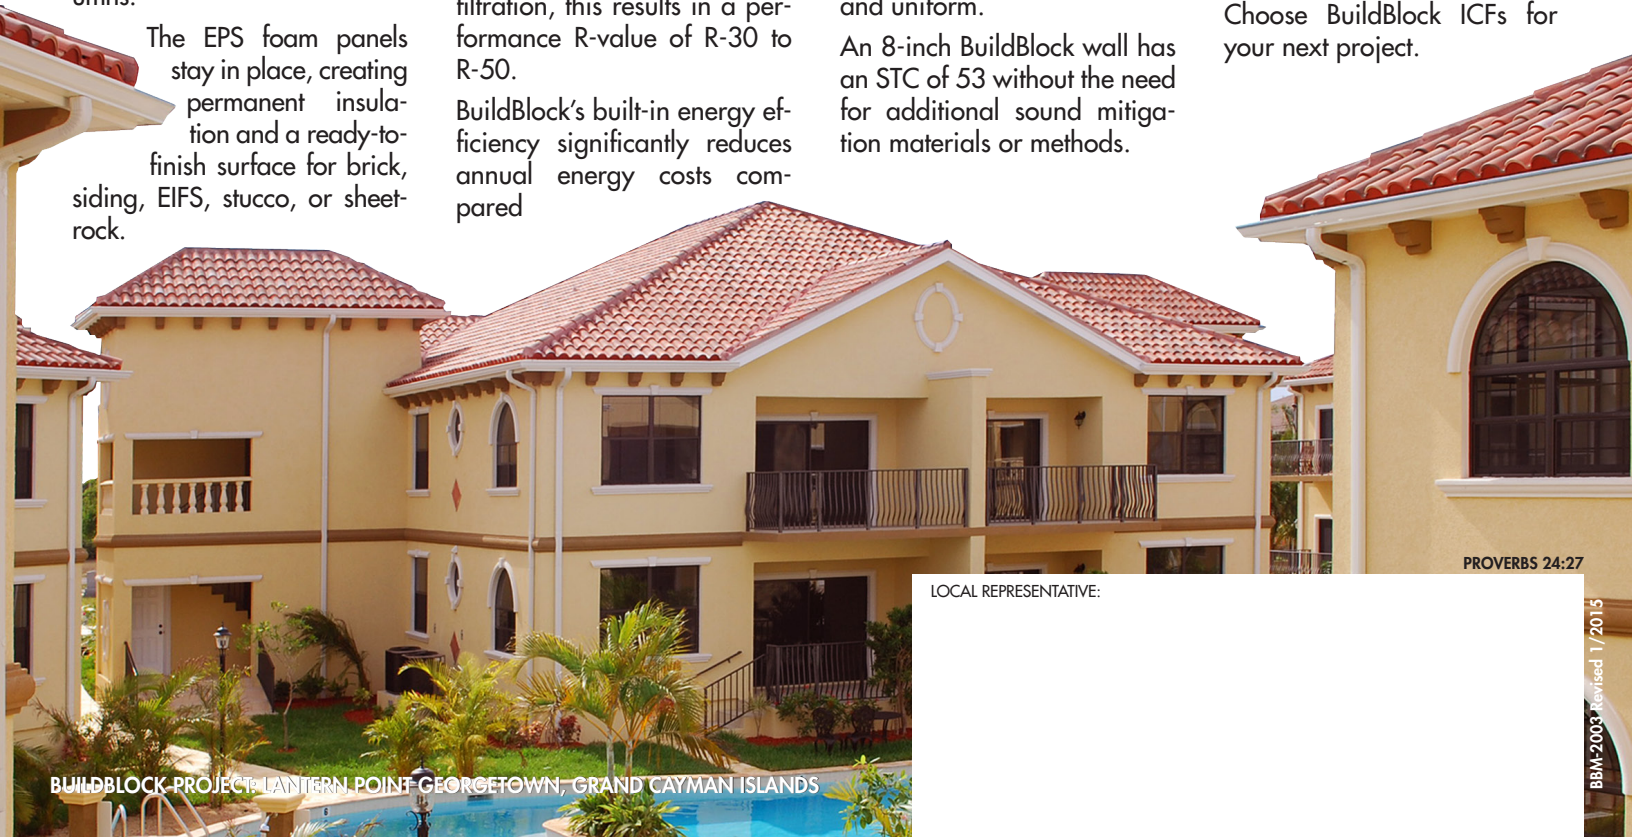 The EPS foam panels
stay in place, creating
permanent insula-
tion and a ready-to-
finish surface for brick,
siding, EIFS, stucco, or sheet-
rock.
filtration, this results in a per-
formance R-value of R-30 to
R-50.
BuildBlock's built-in energy ef-
ficiency significantly reduces
annual energy costs com-
pared
and uniform.
An 8-inch BuildBlock wall has
an STC of 53 without the need
for additional sound mitiga-
tion materials or methods.
Choose BuildBlock ICFs for
your next project.
PROVERBS 24:27
LOCAL REPRESENTATIVE:
BBM-2003 Revised 1/2015
BUILDBLOCK PROJECT: LANTERN POINT GEORGETOWN, GRAND CAYMAN ISLANDS